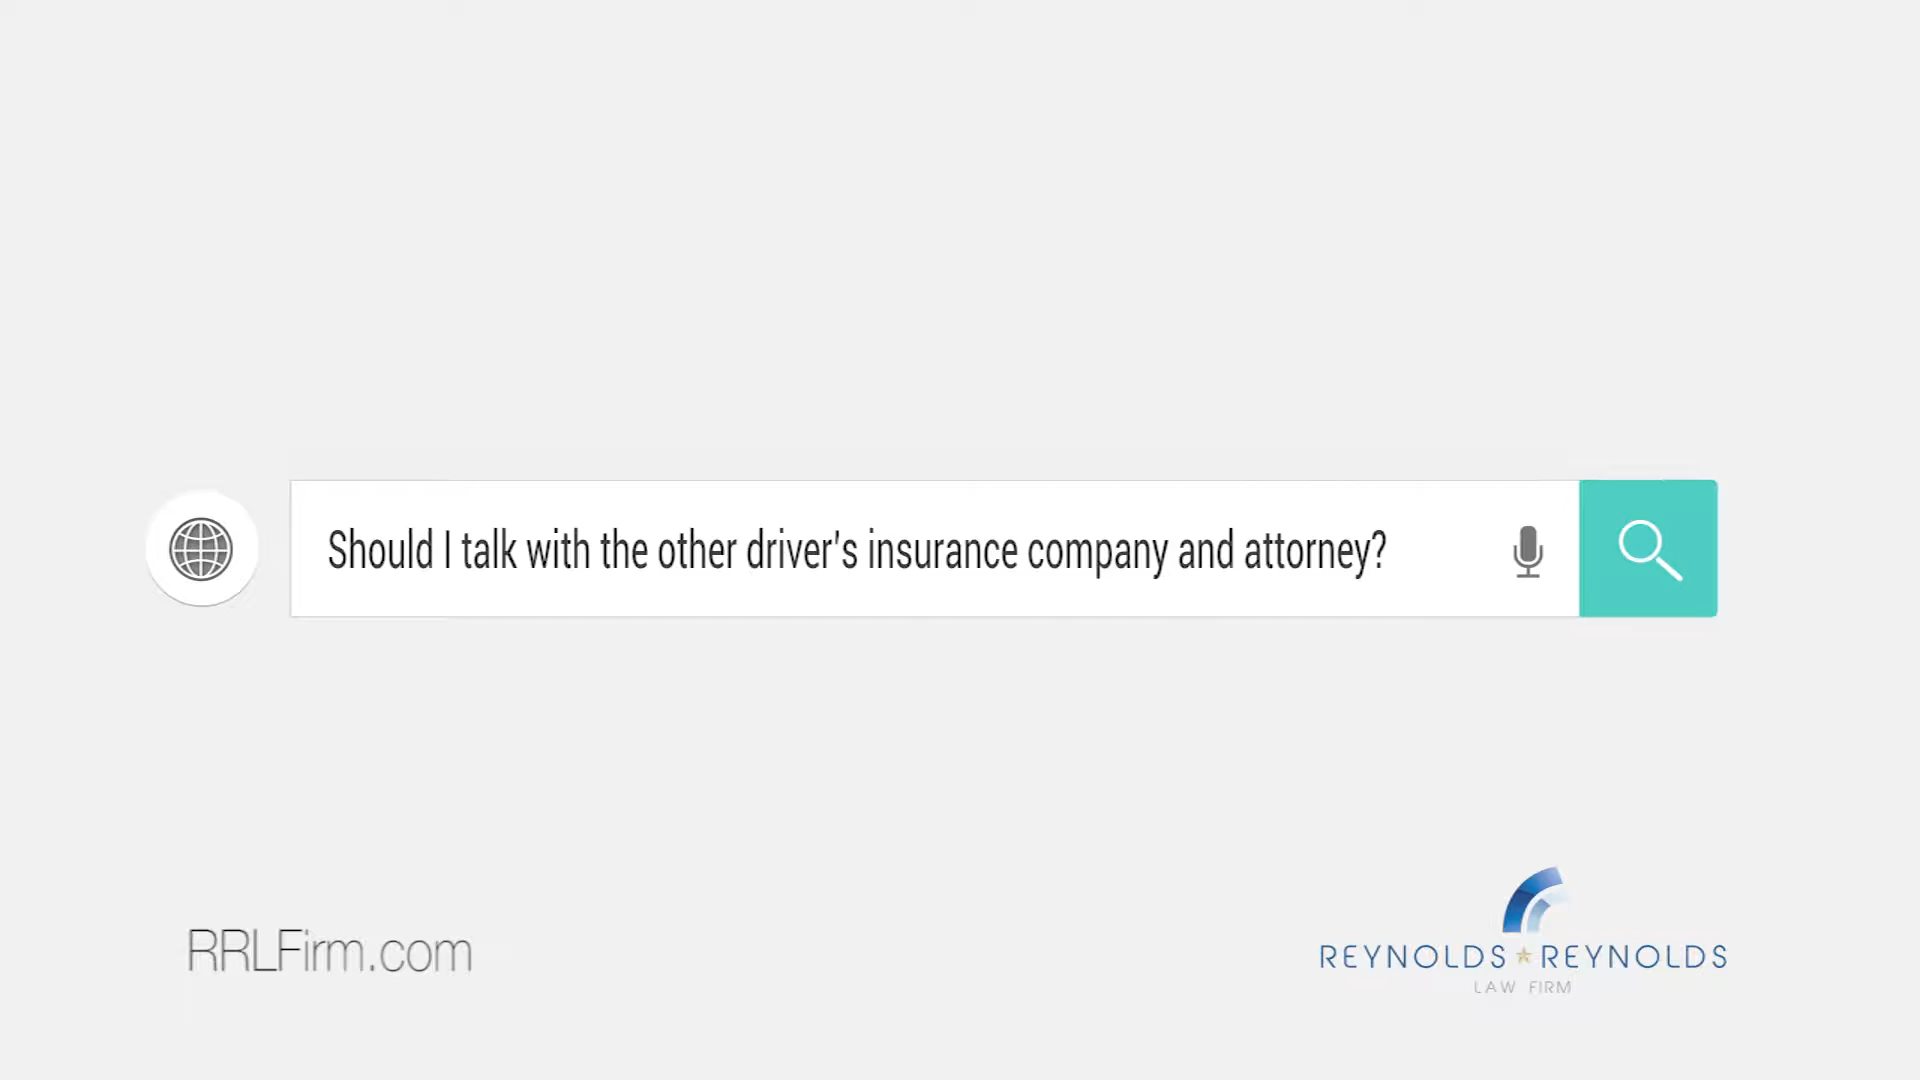 Should I talk with the other driver's insurance company and attorney?
RRLFirm.com
REYNOLDS★REYNOLDS
LAW FIRM